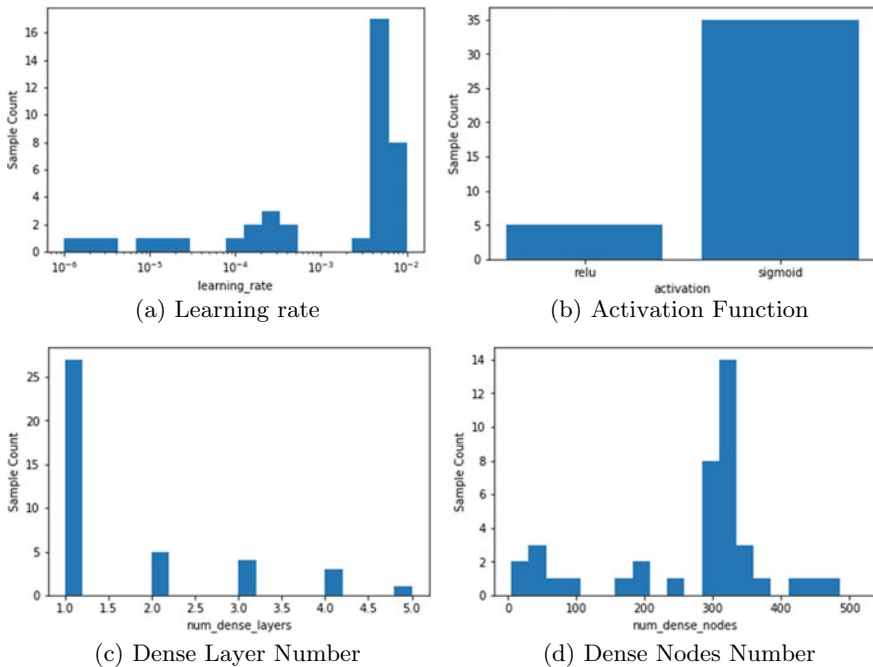 16
14
12
10
8
6
4
2
0
Sample Count
10⁻⁶ 10⁻⁵ 10⁻⁴ 10⁻³ 10⁻²
learning_rate
(a) Learning rate
35
30
25
20
15
10
5
0
Sample Count
relu sigmoid
activation
(b) Activation Function
25
20
15
10
5
0
Sample Count
1.0 1.5 2.0 2.5 3.0 3.5 4.0 4.5 5.0
num_dense_layers
(c) Dense Layer Number
14
12
10
8
6
4
2
0
Sample Count
0 100 200 300 400 500
num_dense_nodes
(d) Dense Nodes Number